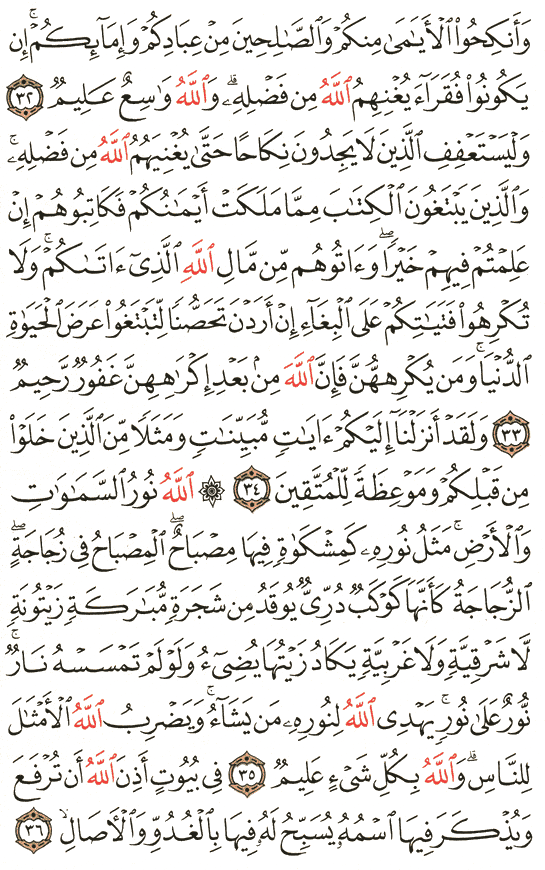 وَأَنكِحُوا۟ ٱلْأَيَـٰمَىٰ مِنكُمْ وَٱلصَّـٰلِحِينَ مِنْ عِبَادِكُمْ وَإِمَآئِكُمْ ۚ إِن
يَكُونُوا۟ فُقَرَآءَ يُغْنِهِمُ ٱللَّهُ مِن فَضْلِهِۦ ۗ وَٱللَّهُ وَٰسِعٌ عَلِيمٌ ٣٢
وَلْيَسْتَعْفِفِ ٱلَّذِينَ لَا يَجِدُونَ نِكَاحًا حَتَّىٰ يُغْنِيَهُمُ ٱللَّهُ مِن فَضْلِهِۦ ۗ
وَٱلَّذِينَ يَبْتَغُونَ ٱلْكِتَـٰبَ مِمَّا مَلَكَتْ أَيْمَـٰنُكُمْ فَكَاتِبُوهُمْ إِنْ
عَلِمْتُمْ فِيهِمْ خَيْرًا ۖ وَءَاتُوهُم مِّن مَّالِ ٱللَّهِ ٱلَّذِىٓ ءَاتَىٰكُمْ ۚ وَلَا
تُكْرِهُوا۟ فَتَيَـٰتِكُمْ عَلَى ٱلْبِغَآءِ إِنْ أَرَدْنَ تَحَصُّنًا لِّتَبْتَغُوا۟ عَرَضَ ٱلْحَيَوٰةِ
ٱلدُّنْيَا ۚ وَمَن يُكْرِههُّنَّ فَإِنَّ ٱللَّهَ مِنۢ بَعْدِ إِكْرَٰهِهِنَّ غَفُورٌ رَّحِيمٌ
٣٣ وَلَقَدْ أَنزَلْنَآ إِلَيْكُمْ ءَايَـٰتٍ مُّبَيِّنَـٰتٍ وَمَثَلًا مِّنَ ٱلَّذِينَ خَلَوْا۟
مِن قَبْلِكُمْ وَمَوْعِظَةً لِّلْمُتَّقِينَ ٣٤ ۞ ٱللَّهُ نُورُ ٱلسَّمَـٰوَٰتِ
وَٱلْأَرْضِ ۚ مَثَلُ نُورِهِۦ كَمِشْكَوٰةٍ فِيهَا مِصْبَاحٌ ۖ ٱلْمِصْبَاحُ فِى زُجَاجَةٍ ۖ
ٱلزُّجَاجَةُ كَأَنَّهَا كَوْكَبٌ دُرِّىٌّ يُوقَدُ مِن شَجَرَةٍ مُّبَـٰرَكَةٍ زَيْتُونَةٍ
لَّا شَرْقِيَّةٍ وَلَا غَرْبِيَّةٍ يَكَادُ زَيْتُهَا يُضِىٓءُ وَلَوْ لَمْ تَمْسَسْهُ نَارٌ ۚ
نُّورٌ عَلَىٰ نُورٍ ۗ يَهْدِى ٱللَّهُ لِنُورِهِۦ مَن يَشَآءُ ۚ وَيَضْرِبُ ٱللَّهُ ٱلْأَمْثَـٰلَ
لِلنَّاسِ ۗ وَٱللَّهُ بِكُلِّ شَىْءٍ عَلِيمٌ ٣٥ فِى بُيُوتٍ أَذِنَ ٱللَّهُ أَن تُرْفَعَ
وَيُذْكَرَ فِيهَا ٱسْمُهُۥ يُسَبِّحُ لَهُۥ فِيهَا بِٱلْغُدُوِّ وَٱلْـَٔاصَالِ ٣٦